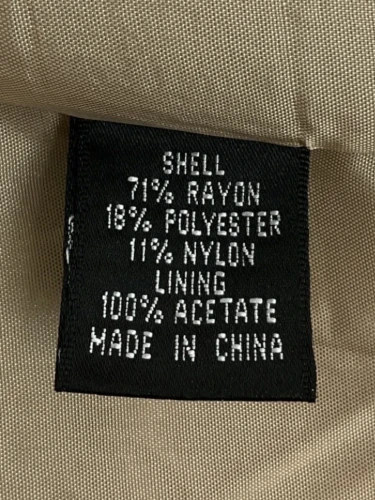 SHELL
71% RAYON
18% POLYESTER
11% NYLON
LINING
100% ACETATE
MADE IN CHINA